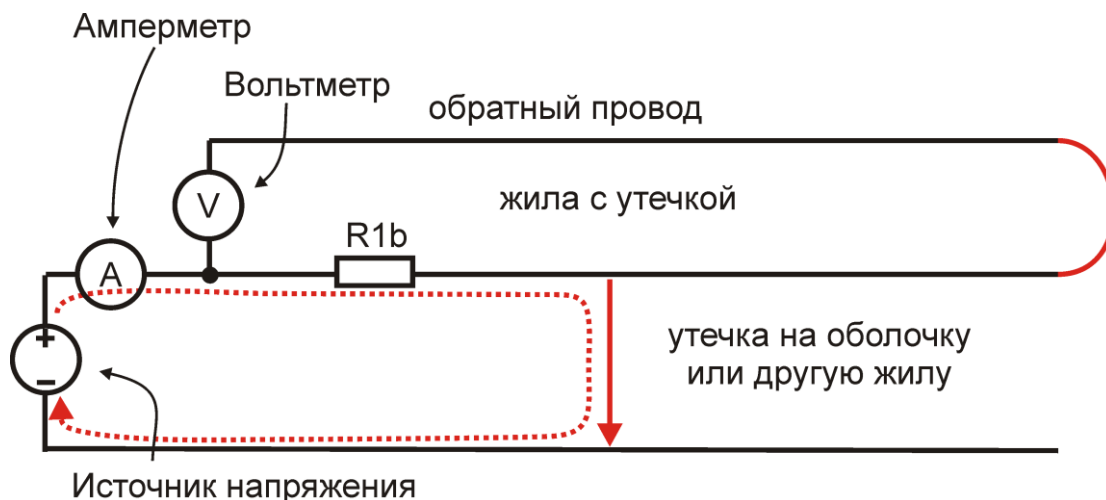 Амперметр
Вольтметр
обратный провод
V
жила с утечкой
R1b
A
+
утечка на оболочку
или другую жилу
−
Источник напряжения